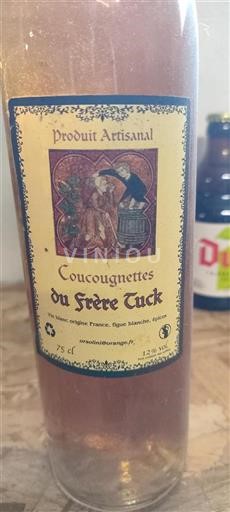 Produit Artisanal
VINIOU
Coucougnettes
du Frère Tuck
Vin blanc origine France, figue blanche, épices
orsolini@orange.fr
75 cl
12% vol.
Du